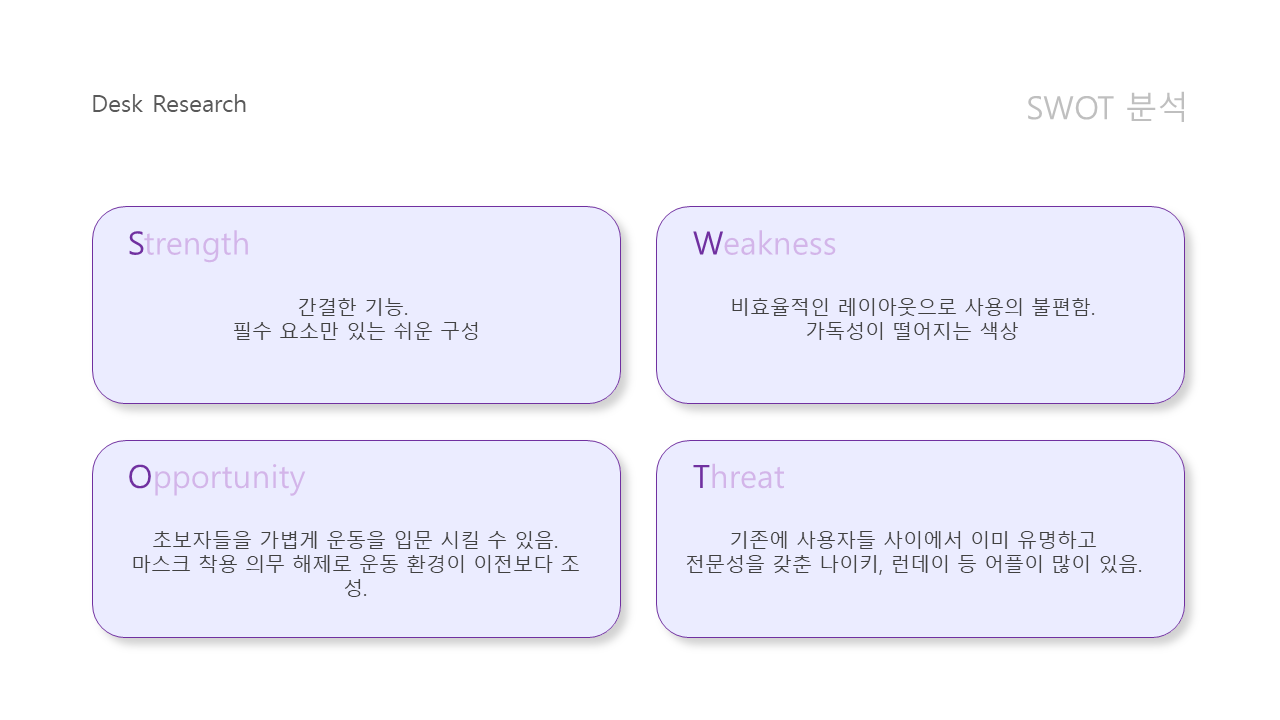 Desk Research
SWOT 분석
Strength
간결한 기능.
필수 요소만 있는 쉬운 구성
Weakness
비효율적인 레이아웃으로 사용의 불편함.
가독성이 떨어지는 색상
Opportunity
초보자들을 가볍게 운동을 입문 시킬 수 있음.
마스크 착용 의무 해제로 운동 환경이 이전보다 조
성.
Threat
기존에 사용자들 사이에서 이미 유명하고
전문성을 갖춘 나이키, 런데이 등 어플이 많이 있음.